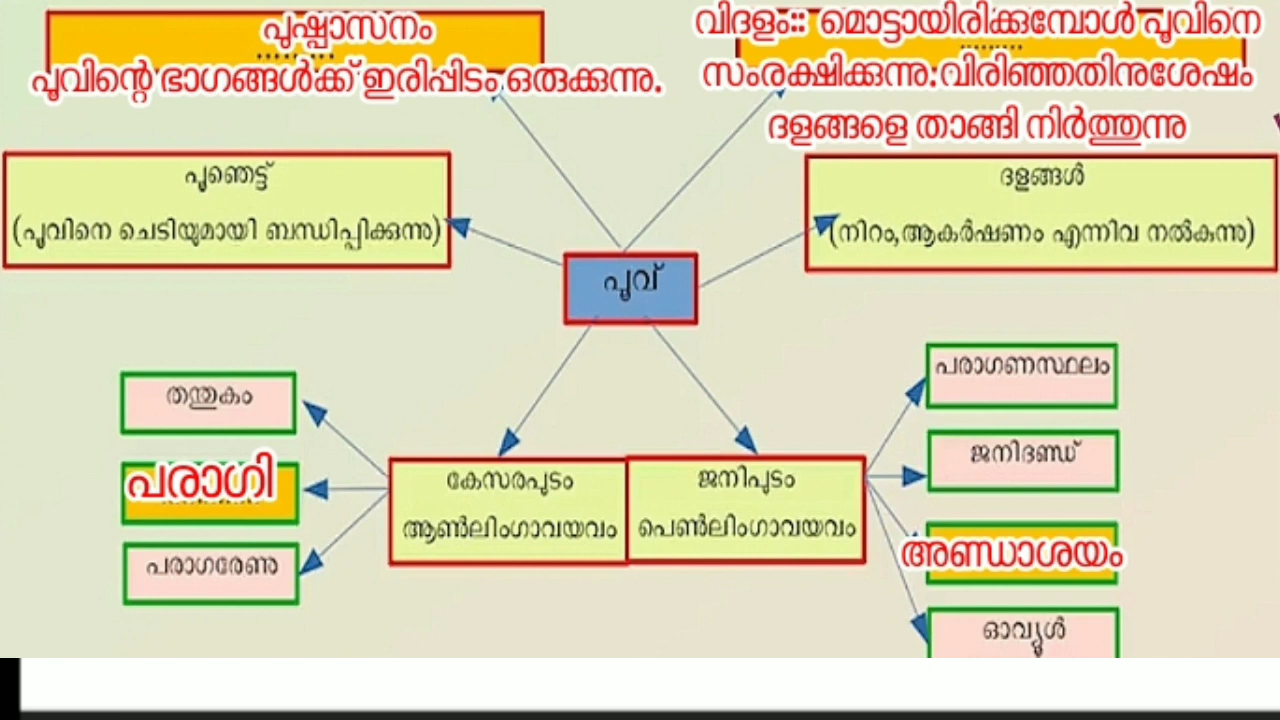 പുഷ്പാസനം
പൂവിന്റെ ഭാഗങ്ങൾക്ക് ഇരിപ്പിടം ഒരുക്കുന്നു.
വിദളം:: മൊട്ടായിരിക്കുമ്പോൾ പൂവിനെ
സംരക്ഷിക്കുന്നു. വിരിഞ്ഞതിനുശേഷം
ദളങ്ങളെ താങ്ങി നിർത്തുന്നു
പൂഞെട്ട്
(പൂവിനെ ചെടിയുമായി ബന്ധിപ്പിക്കുന്നു)
ദളങ്ങൾ
(നിറം,ആകർഷണം എന്നിവ നൽകുന്നു)
പൂവ്
തന്തുകം
പരാഗി
പരാഗരേണു
കേസരപുടം
ആൺലിംഗാവയവം
ജനിപുടം
പെൺലിംഗാവയവം
പരാഗണസ്ഥലം
ജനിദണ്ഡ്
അണ്ഡാശയം
ഓവ്യൂൾ